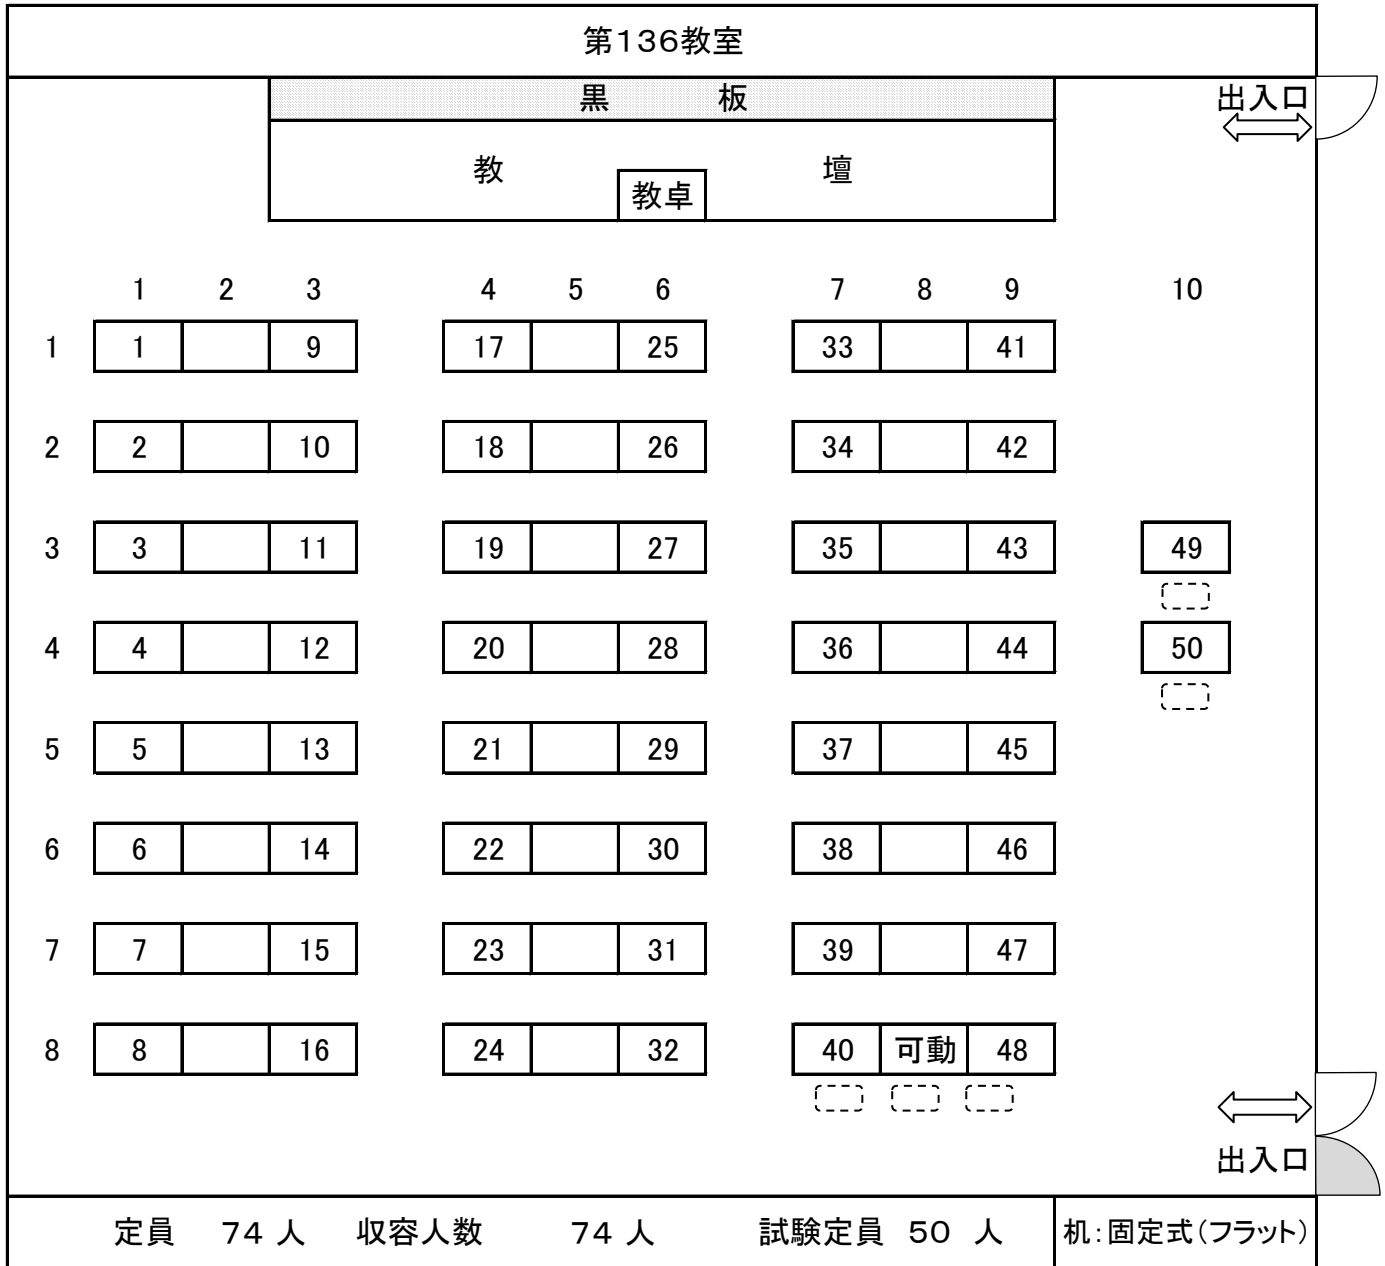 第136教室
黒 板
出入口
教 壇
教卓
1 2 3 4 5 6 7 8 9 10
1 1 9 17 25 33 41
2 2 10 18 26 34 42
3 3 11 19 27 35 43 49
4 4 12 20 28 36 44 50
5 5 13 21 29 37 45
6 6 14 22 30 38 46
7 7 15 23 31 39 47
8 8 16 24 32 40 可動 48
出入口
定員 74 人 収容人数 74 人 試験定員 50 人 机:固定式(フラット)